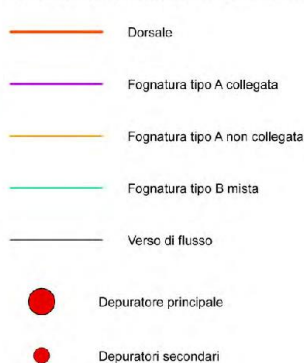 Dorsale
Fognatura tipo A collegata
Fognatura tipo A non collegata
Fognatura tipo B mista
Verso di flusso
Depuratore principale
Depuratori secondari